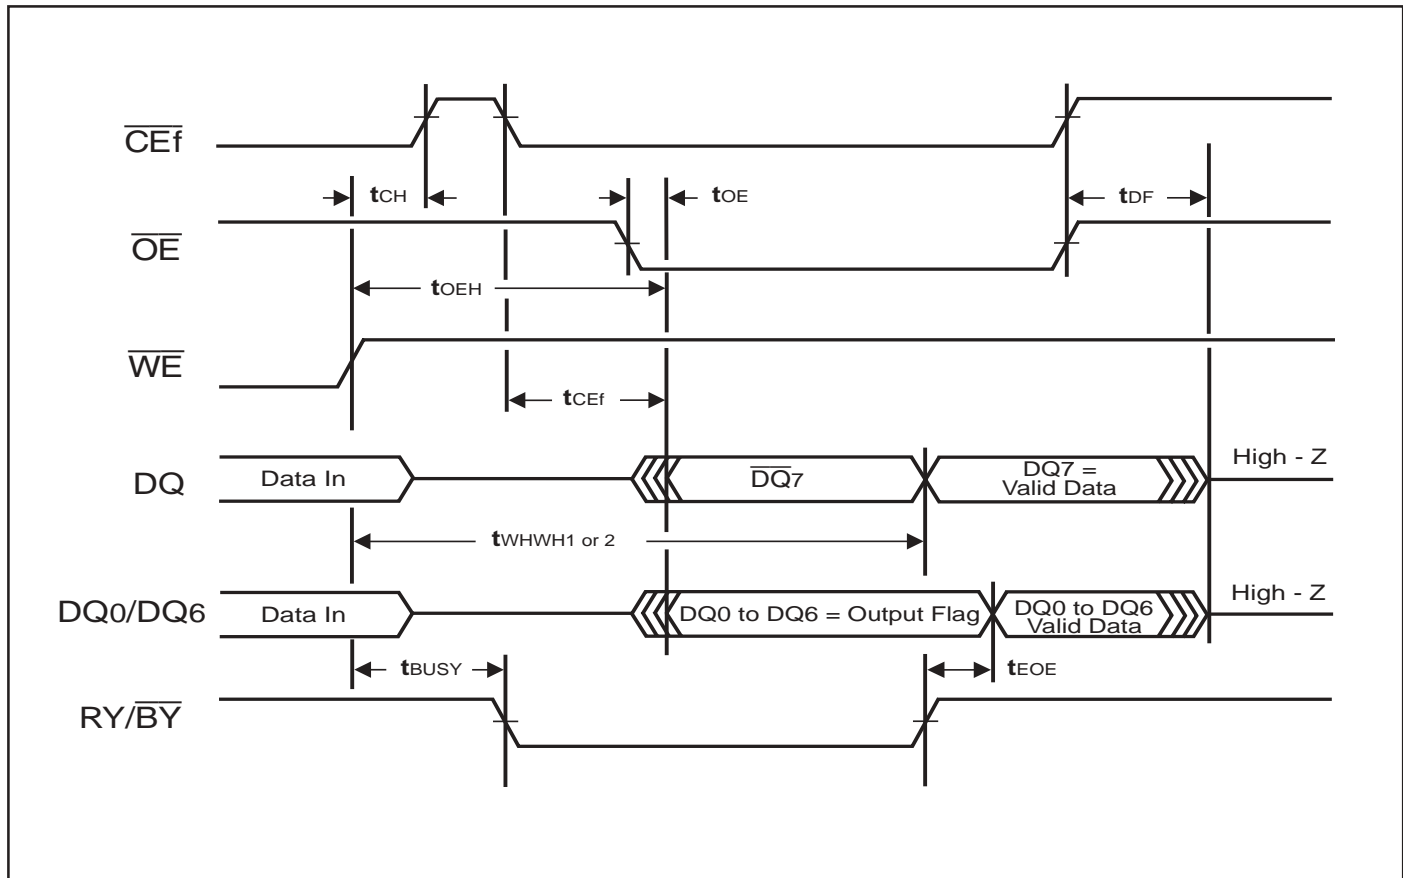 CEf
tCH
tOE
tDF
OE
tOEH
WE
tCEf
DQ
Data In
DQ7
DQ7 =
Valid Data
High - Z
tWHWH1 or 2
DQ0/DQ6
Data In
DQ0 to DQ6 = Output Flag
DQ0 to DQ6
Valid Data
High - Z
tBUSY
tEOE
RY/BY